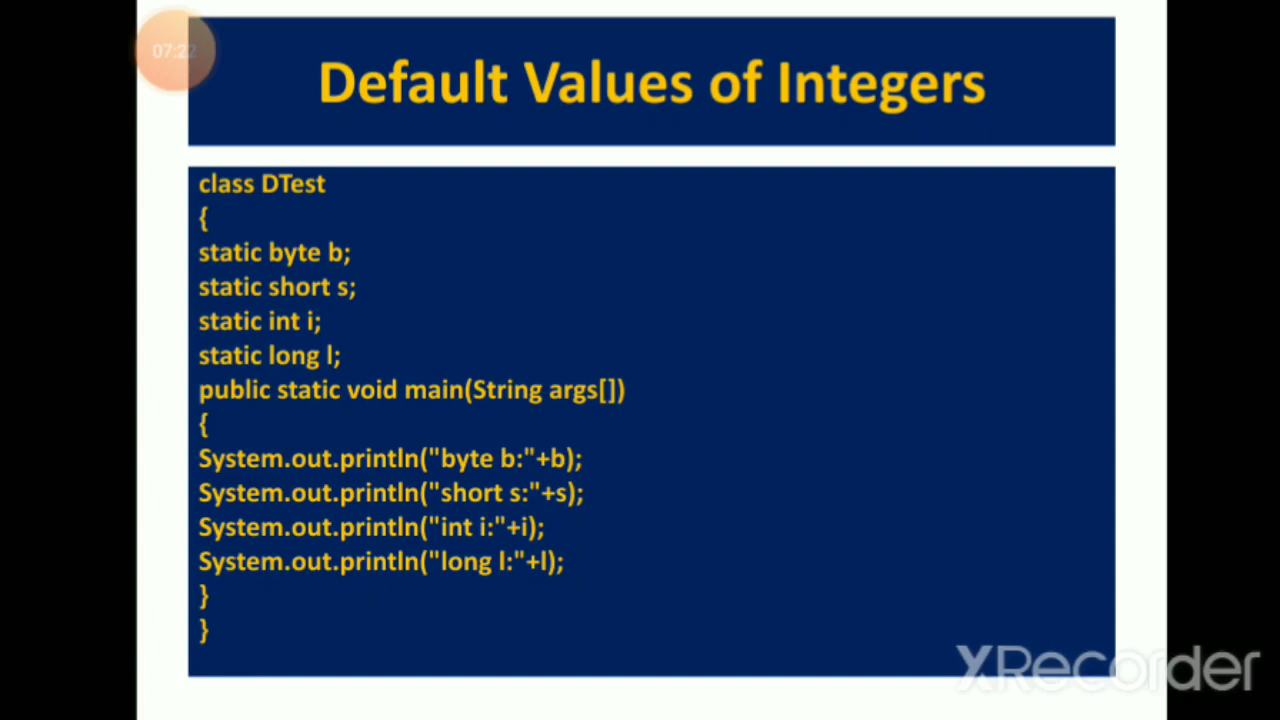 07:22
Default Values of Integers
class DTest
{
static byte b;
static short s;
static int i;
static long l;
public static void main(String args[])
{
System.out.println("byte b:"+b);
System.out.println("short s:"+s);
System.out.println("int i:"+i);
System.out.println("long l:"+l);
}
}
XRecorder